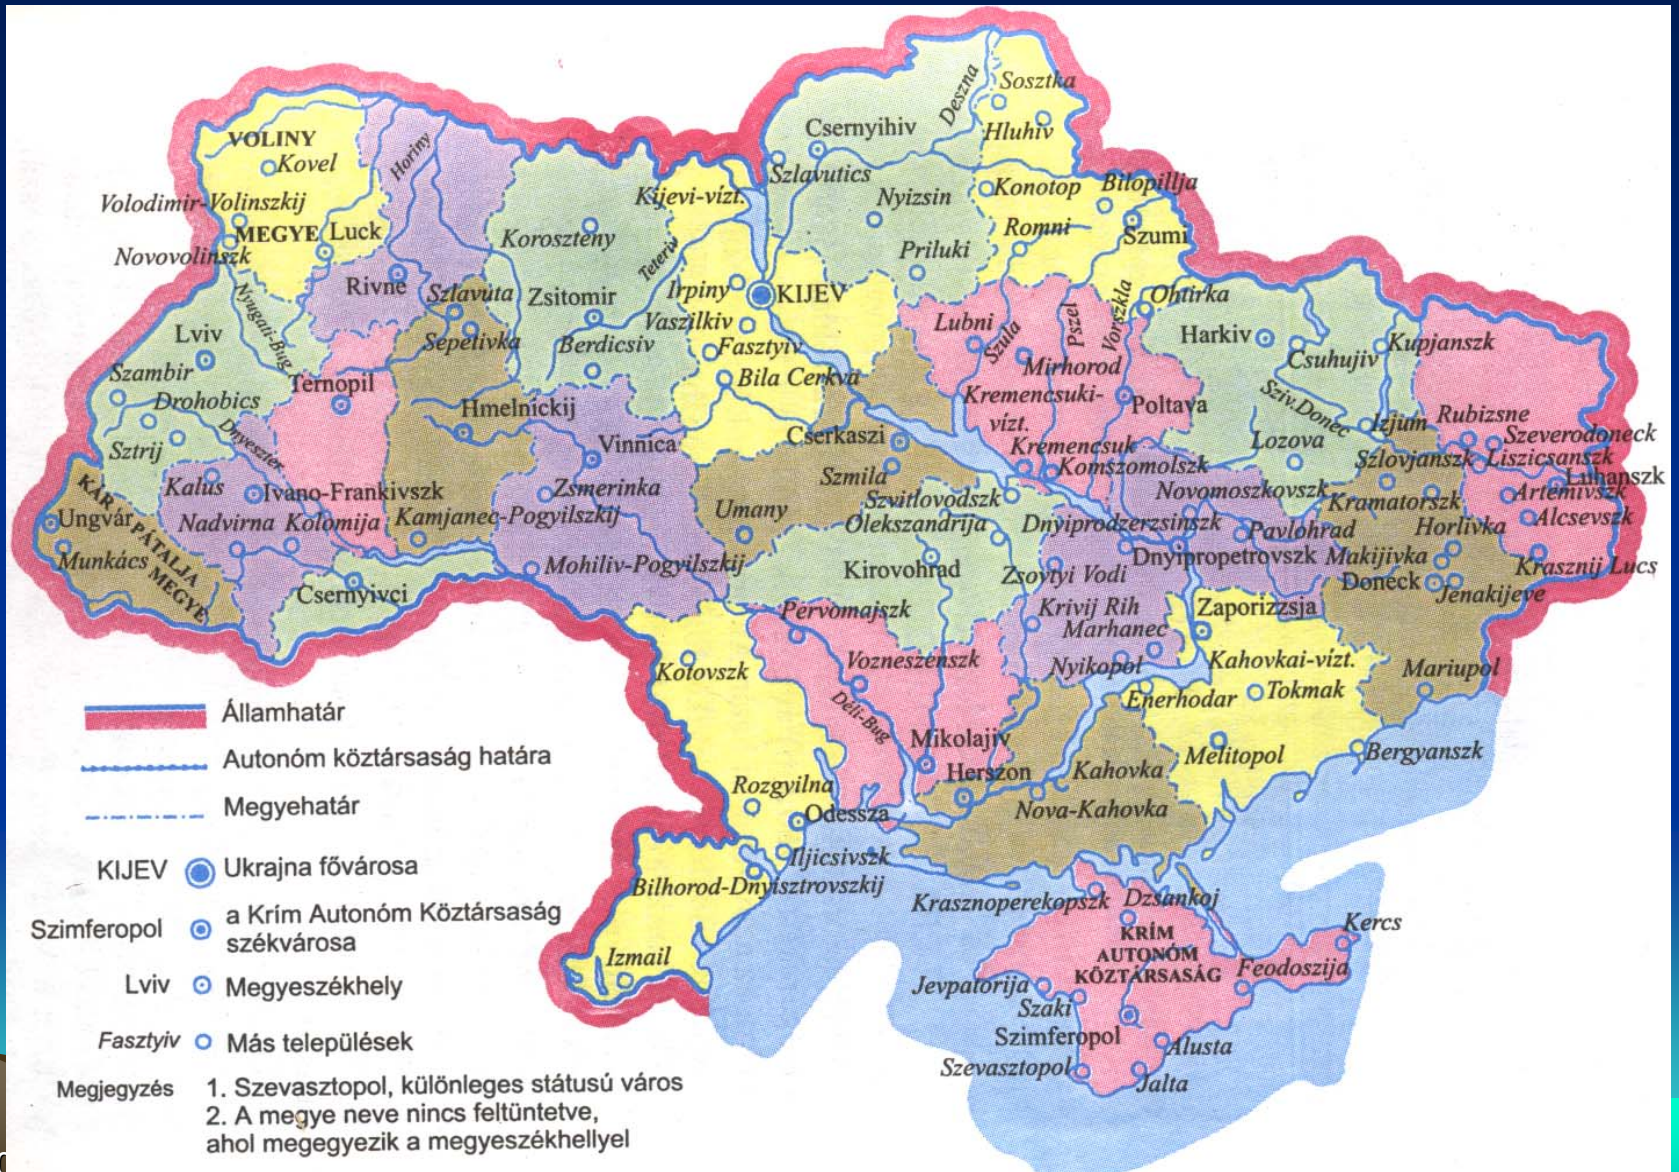 Sosztka
Deszna
Hluhiv
Csernyihiv
VOLINY
Kovel
Horiny
Szlavutics
Konotop
Bilopillja
Volodimir-Volinszkij
Kijevi-vízt.
Nyizsin
MEGYE
Luck
Koroszteny
Romni
Szumi
Novovolinszk
Teteriv
Priluki
Rivne
Szlavuta
Zsitomir
Irpiny
KIJEV
Ohtirka
Nyugati-Bug
Vaszilkiv
Lubni
Szula
Pszel
Vorszkla
Lviv
Sepetivka
Berdicsiv
Fasztyiv
Harkiv
Kupjanszk
Csuhujiv
Szambir
Ternopil
Bila Cerkva
Mirhorod
Drohobics
Hmelnickij
Kremencsuki-
vízt.
Poltava
Sziv.Donec
Izjum
Rubizsne
Dnyeszter
Vinnica
Cserkaszi
Kremencsuk
Lozova
Szeverodoneck
Sztrij
Szmila
Komszomolszk
Szlovjanszk
Liszicsanszk
Luhanszk
Kalus
Ivano-Frankivszk
Zsmerinka
Szvitlovodszk
Novomoszkovszk
Kramatorszk
Artemivszk
KÁR
PÁTALJA
MEGYE
Ungvár
Nadvirna
Kolomija
Kamjanec-Pogyilszkij
Umany
Olekszandrija
Dnyiprodzerzsinszk
Pavlohrad
Horlivka
Alcsevszk
Munkács
Mohiliv-Pogyilszkij
Kirovohrad
Zsovtyi Vodi
Dnyipropetrovszk
Makijivka
Krasznij Lucs
Csernyivci
Doneck
Jenakijeve
Pervomajszk
Krivij Rih
Marhanec
Zaporizzsja
Kotovszk
Vozneszenszk
Nyikopol
Kahovkai-vízt.
Mariupol
Déli-Bug
Enerhodar
Tokmak
Államhatár
Mikolajiv
Melitopol
Bergyanszk
Autonóm köztársaság határa
Herszon
Kahovka
Rozgyilna
Nova-Kahovka
Megyehatár
Odessza
KIJEV
Ukrajna fővárosa
Iljicsivszk
Bilhorod-Dnyisztrovszkij
Krasznoperekopszk
Dzsankoj
Szimferopol
a Krím Autonóm Köztársaság
székvárosa
KRÍM
AUTONÓM
KÖZTÁRSASÁG
Kercs
Izmail
Feodoszija
Lviv
Megyeszékhely
Jevpatorija
Szaki
Szimferopol
Fasztyiv
Más települések
Alusta
Szevasztopol
Jalta
Megjegyzés
1. Szevasztopol, különleges státusú város
2. A megye neve nincs feltüntetve,
ahol megegyezik a megyeszékhellyel